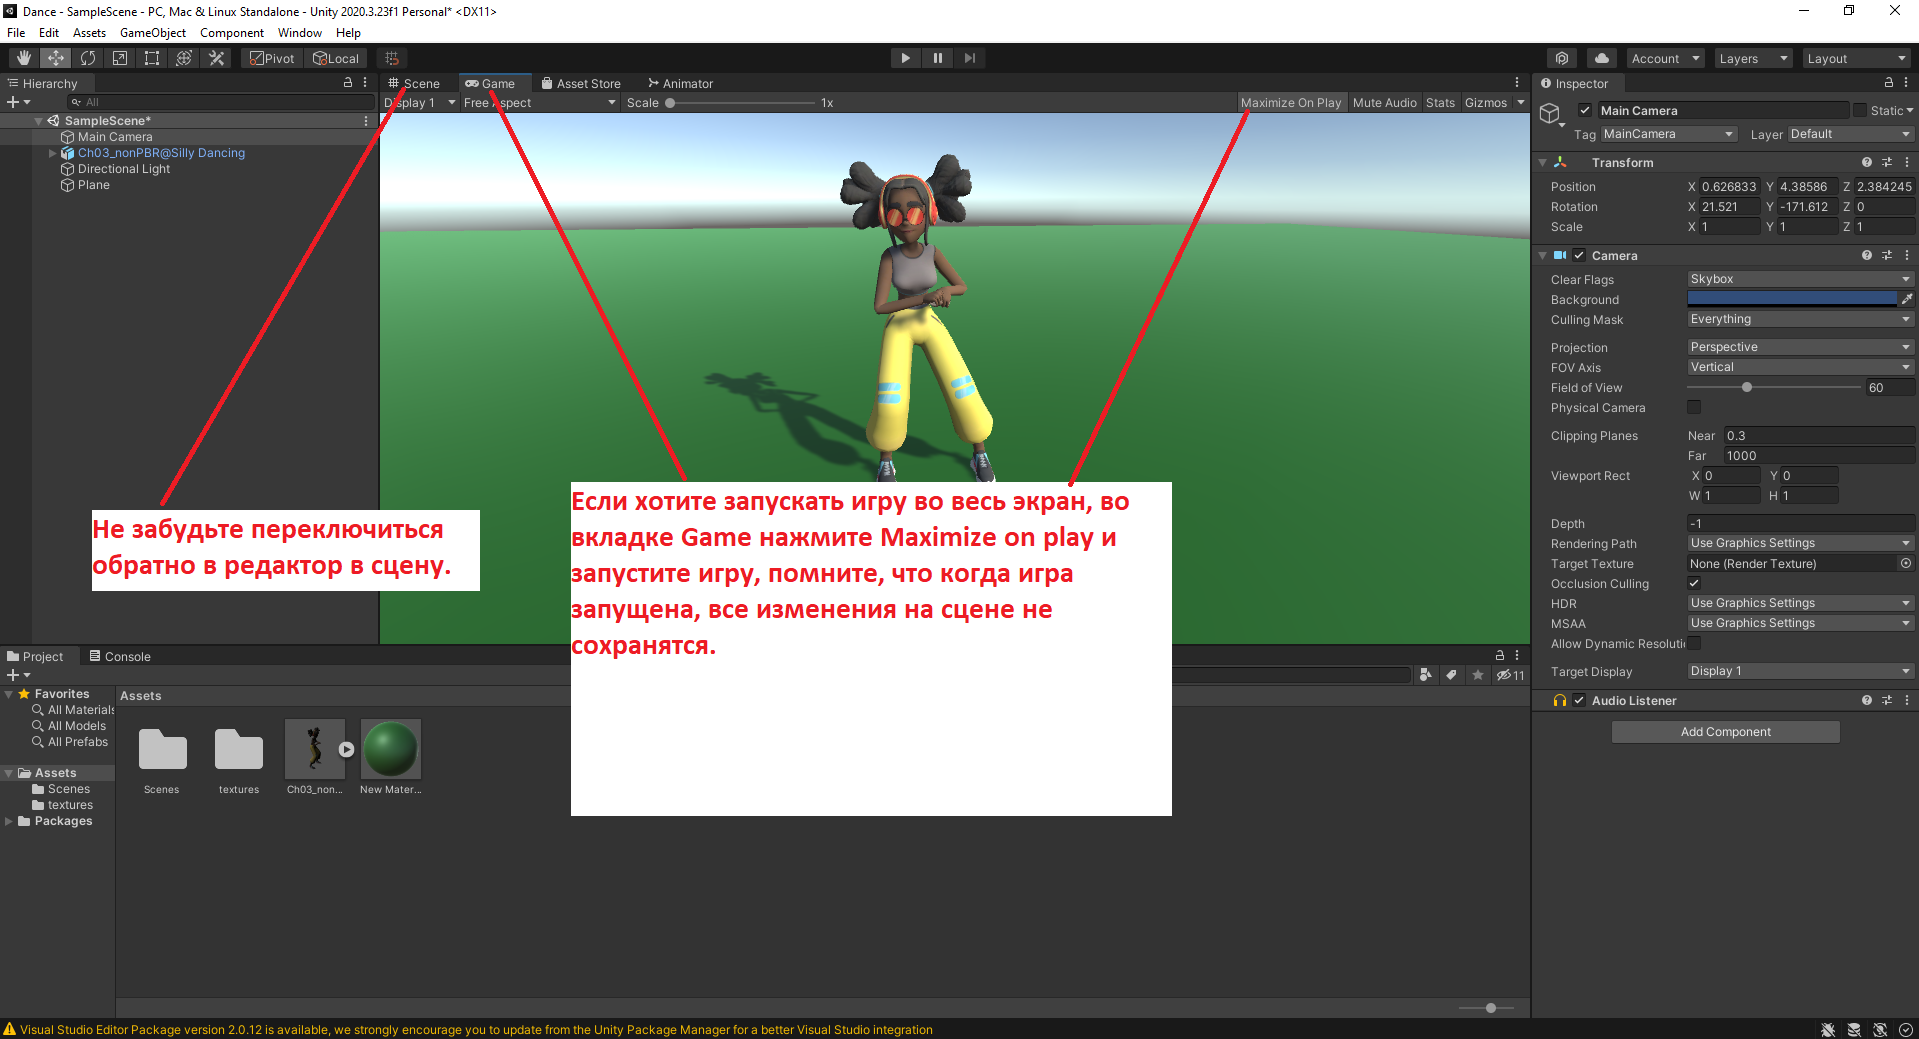 Dance - SampleScene - PC, Mac & Linux Standalone - Unity 2020.3.23f1 Personal* <DX11>
File Edit Assets GameObject Component Window Help
Pivot Local Account Layers Layout
Hierarchy
All
SampleScene*
Main Camera
Ch03_nonPBR@Silly Dancing
Directional Light
Plane
Scene Game Asset Store Animator
Display 1 Free Aspect Scale 1x Maximize On Play Mute Audio Stats Gizmos
Не забудьте переключиться
обратно в редактор в сцену.
Если хотите запускать игру во весь экран, во
вкладке Game нажмите Maximize on play и
запустите игру, помните, что когда игра
запущена, все изменения на сцене не
сохранятся.
Inspector
Main Camera Static
Tag MainCamera Layer Default
Transform
Position X 0.626833 Y 4.38586 Z 2.384245
Rotation X 21.521 Y -171.612 Z 0
Scale X 1 Y 1 Z 1
Camera
Clear Flags Skybox
Background
Culling Mask Everything
Projection Perspective
FOV Axis Vertical
Field of View 60
Physical Camera
Clipping Planes Near 0.3
Far 1000
Viewport Rect X 0 Y 0
W 1 H 1
Depth -1
Rendering Path Use Graphics Settings
Target Texture None (Render Texture)
Occlusion Culling
HDR Use Graphics Settings
MSAA Use Graphics Settings
Allow Dynamic Resoluti
Target Display Display 1
Audio Listener
Add Component
Project Console
11
Favorites
All Materials
All Models
All Prefabs
Assets
Scenes
textures
Packages
Assets
Scenes textures Ch03_non... New Mater...
Visual Studio Editor Package version 2.0.12 is available, we strongly encourage you to update from the Unity Package Manager for a better Visual Studio integration